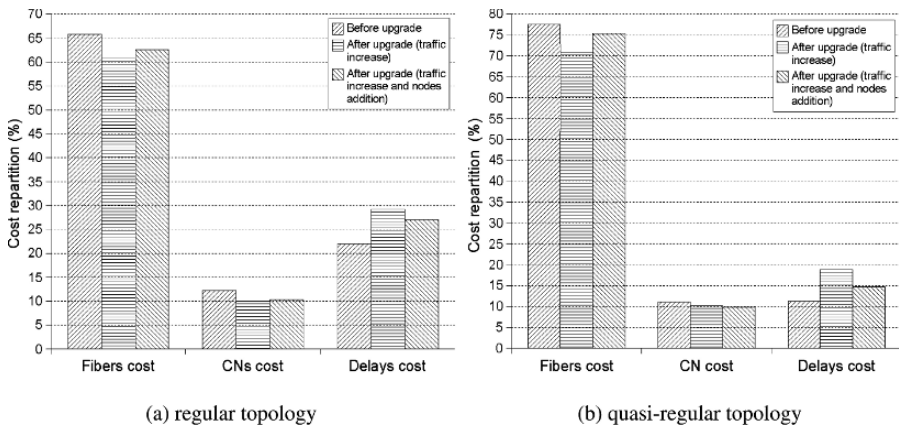 70
65
60
55
50
45
40
35
30
25
20
15
10
5
0
Cost repartition (%)
Before upgrade
After upgrade (traffic
increase)
After upgrade (traffic
increase and nodes
addition)
Fibers cost
CNs cost
Delays cost
(a) regular topology
80
75
70
65
60
55
50
45
40
35
30
25
20
15
10
5
0
Cost repartition (%)
Before upgrade
After upgrade (traffic
increase)
After upgrade (traffic
increase and nodes
addition)
Fibers cost
CN cost
Delays cost
(b) quasi-regular topology